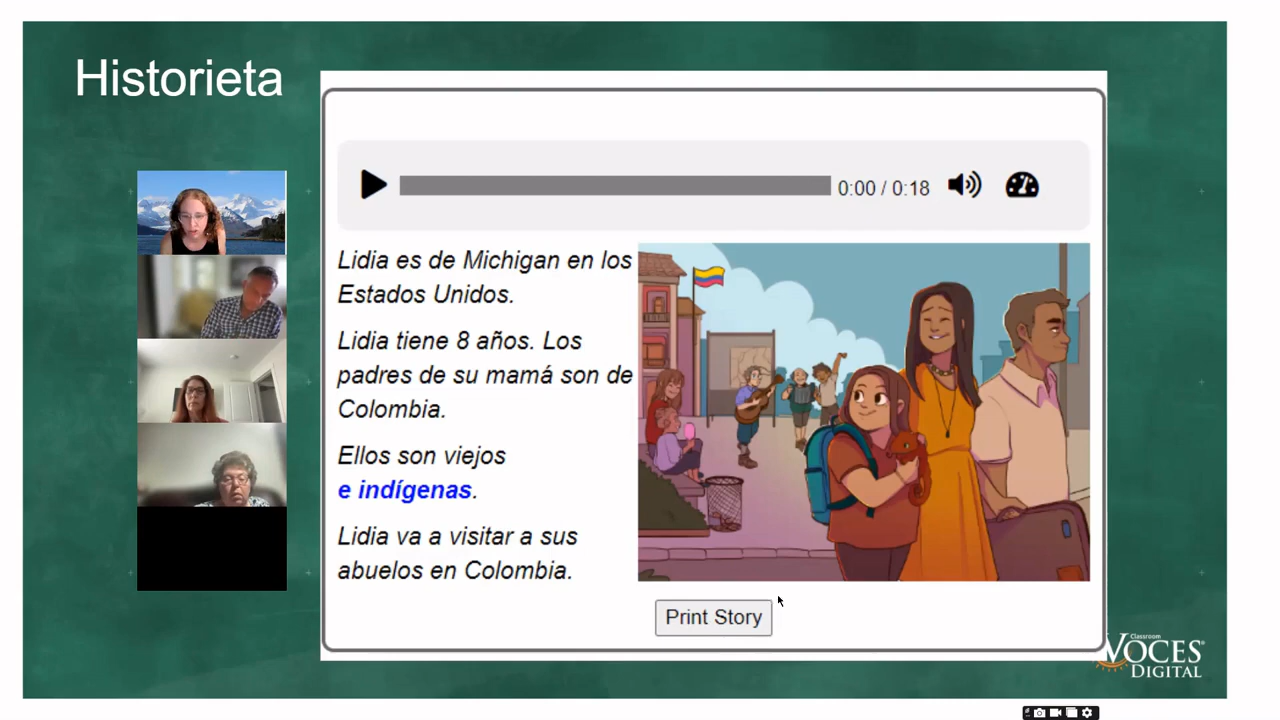 Historieta
0:00 / 0:18
Lidia es de Michigan en los
Estados Unidos.
Lidia tiene 8 años. Los
padres de su mamá son de
Colombia.
Ellos son viejos
e indígenas.
Lidia va a visitar a sus
abuelos en Colombia.
Print Story
Classroom
VOCES
DIGITAL